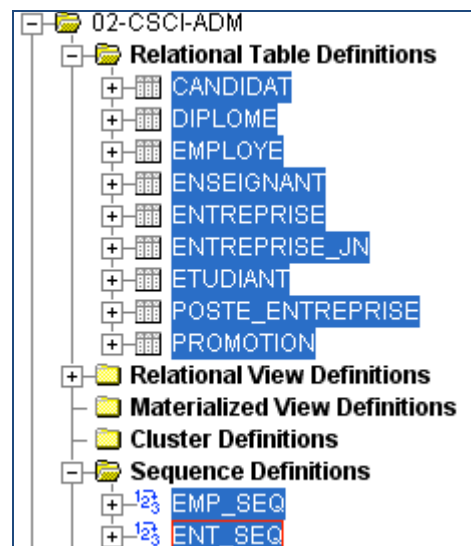 02-CSCI-ADM
Relational Table Definitions
CANDIDAT
DIPLOME
EMPLOYE
ENSEIGNANT
ENTREPRISE
ENTREPRISE_JN
ETUDIANT
POSTE_ENTREPRISE
PROMOTION
Relational View Definitions
Materialized View Definitions
Cluster Definitions
Sequence Definitions
EMP_SEQ
ENT_SEQ